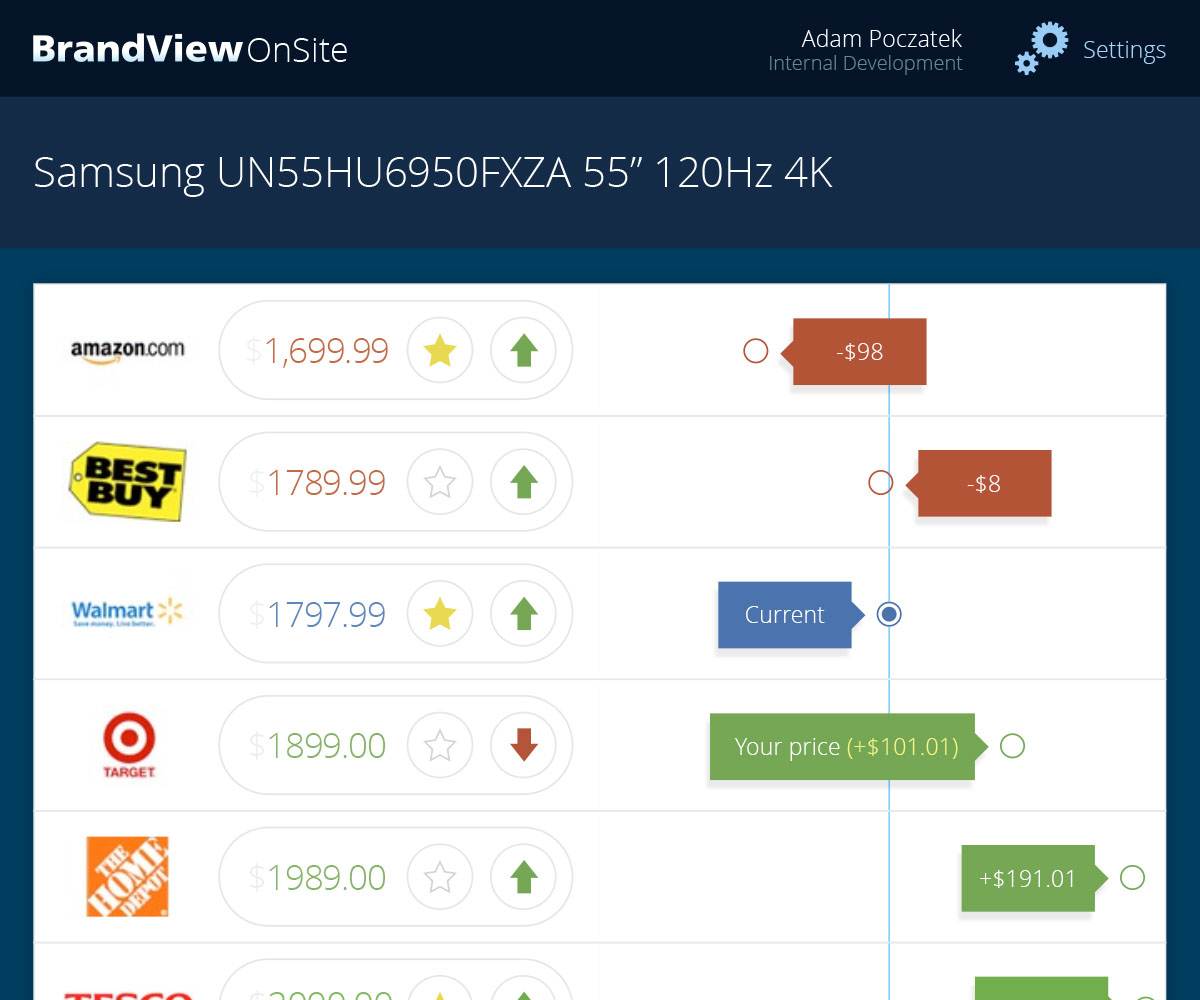 BrandView OnSite
Adam Poczatek
Internal Development
Settings
Samsung UN55HU6950FXZA 55” 120Hz 4K
amazon.com
$1,699.99
-$98
BEST
BUY
$1789.99
-$8
Walmart
Save money. Live better.
$1797.99
Current
TARGET
$1899.00
Your price (+$101.01)
THE
HOME
DEPOT
$1989.00
+$191.01
TESCO